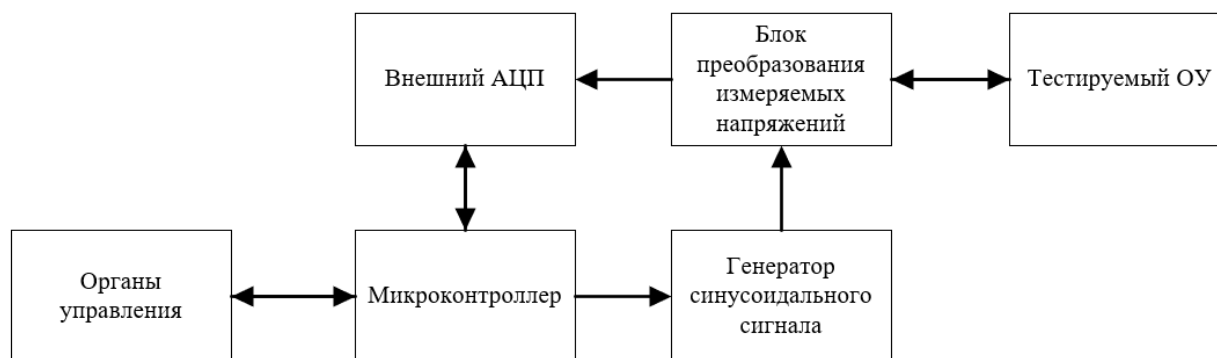 Внешний АЦП
Блок
преобразования
измеряемых
напряжений
Тестируемый ОУ
Органы
управления
Микроконтроллер
Генератор
синусоидального
сигнала